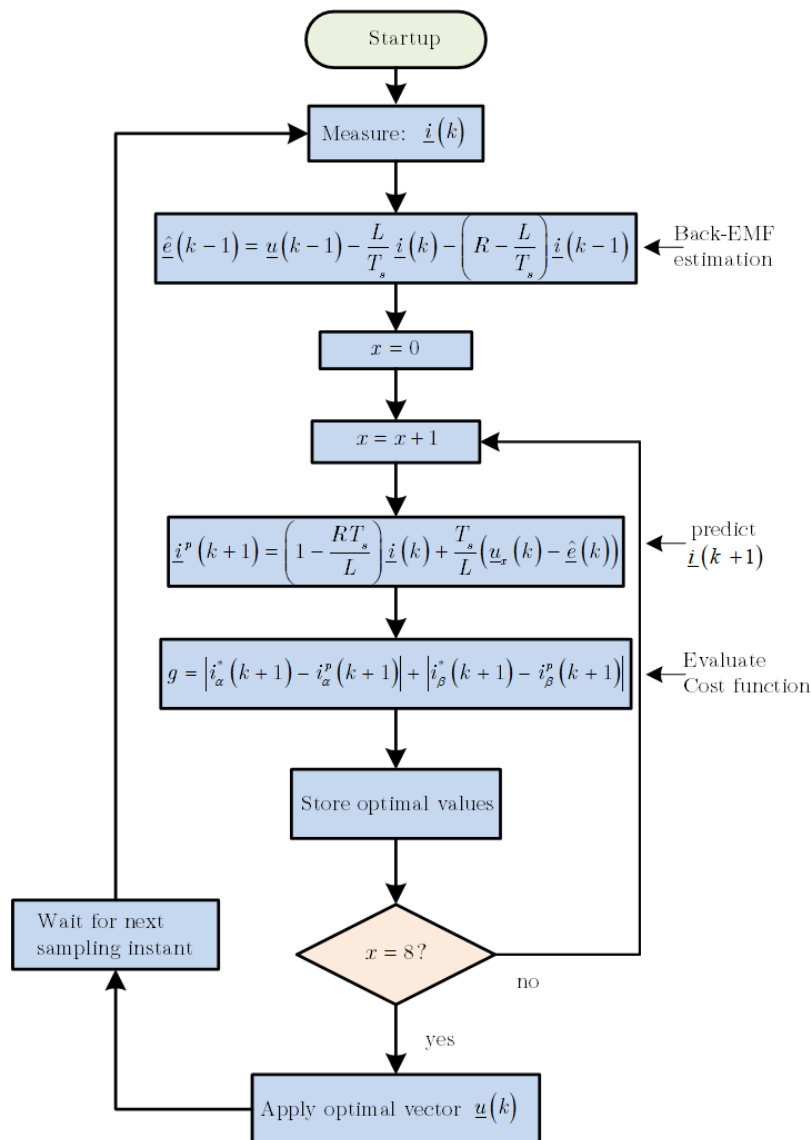 Startup
Measure: i(k)
ê(k−1) = u(k−1) − L/T_s i(k) − (R − L/T_s) i(k−1)
Back-EMF
estimation
x = 0
x = x + 1
i^p(k+1) = (1 − RT_s/L) i(k) + T_s/L (u_x(k) − ê(k))
predict
i(k+1)
g = |i*_α(k+1) − i^p_α(k+1)| + |i*_β(k+1) − i^p_β(k+1)|
Evaluate
Cost function
Store optimal values
Wait for next
sampling instant
x = 8?
no
yes
Apply optimal vector u(k)